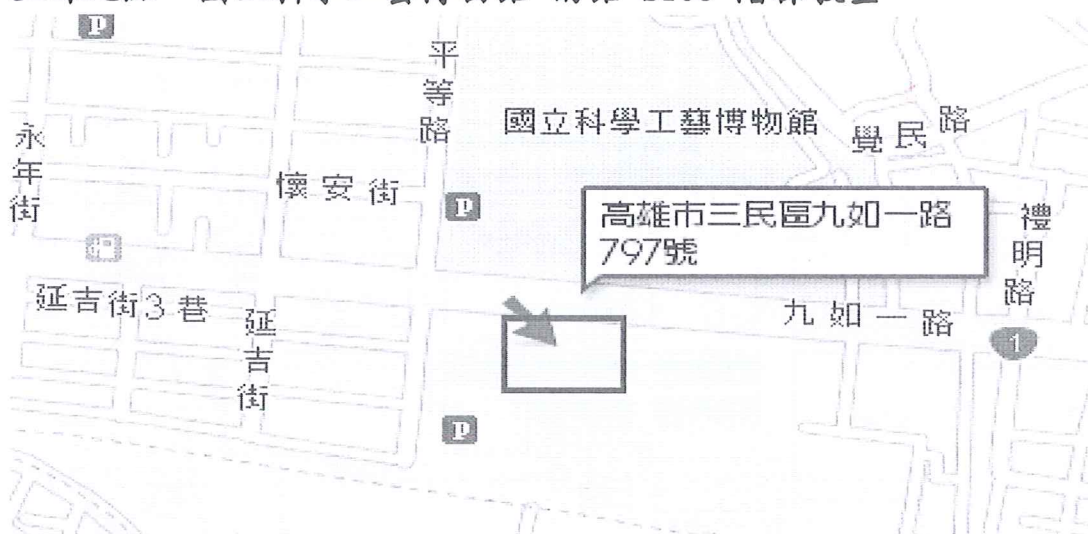 P
平等路
國立科學工藝博物館
覺民路
永年街
懷安街
P
高雄市三民區九如一路
797號
禮明路
延吉街3巷
延吉街
九如一路
1
P